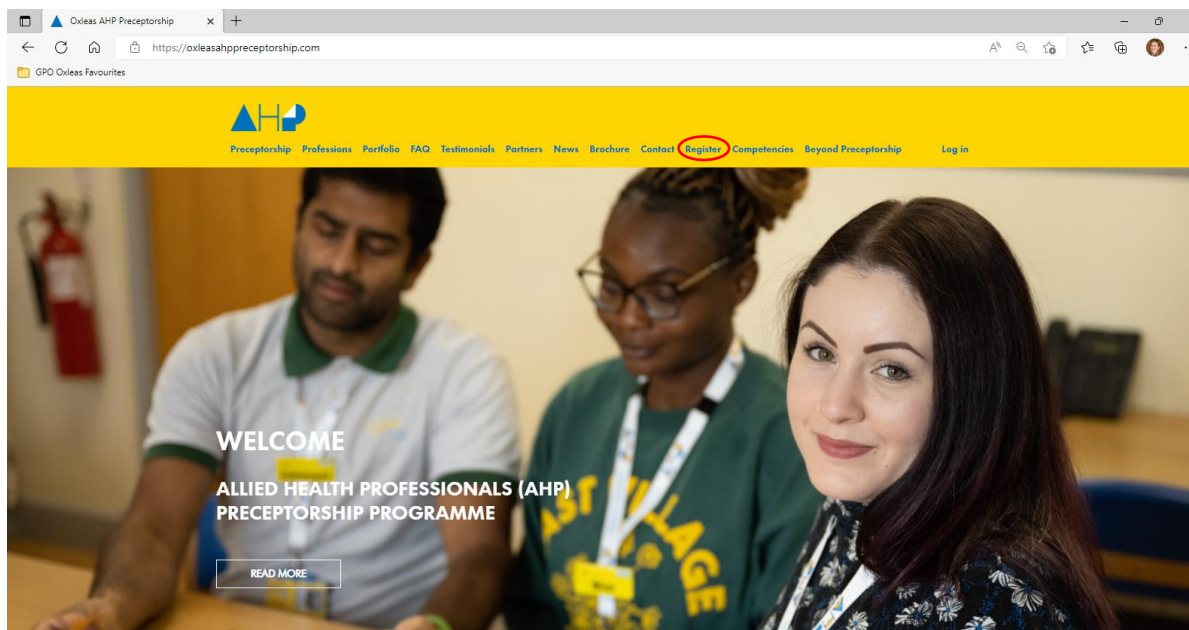 Oxleas AHP Preceptorship
https://oxleasahppreceptorship.com
GPO Oxleas Favourites
AHP
Preceptorship Professions Portfolio FAQ Testimonials Partners News Brochure Contact Register Competencies Beyond Preceptorship Log in
WELCOME
ALLIED HEALTH PROFESSIONALS (AHP)
PRECEPTORSHIP PROGRAMME
READ MORE
VILLAGE